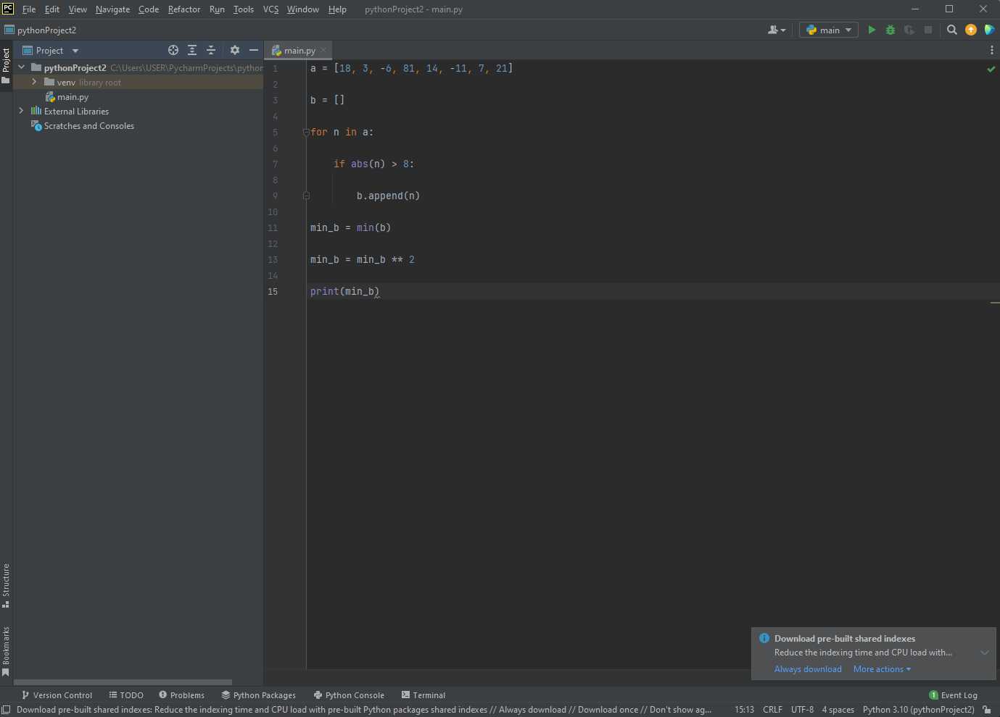 PC File Edit View Navigate Code Refactor Run Tools VCS Window Help pythonProject2 - main.py
pythonProject2 main
Project
Project main.py
pythonProject2 C:\Users\USER\PycharmProjects\python
venv library root
main.py
External Libraries
Scratches and Consoles
1 a = [18, 3, -6, 81, 14, -11, 7, 21]
2
3 b = []
4
5 for n in a:
6
7 if abs(n) > 8:
8
9 b.append(n)
10
11 min_b = min(b)
12
13 min_b = min_b ** 2
14
15 print(min_b)
Structure
Bookmarks
Download pre-built shared indexes
Reduce the indexing time and CPU load with...
Always download More actions
Version Control TODO Problems Python Packages Python Console Terminal 1 Event Log
Download pre-built shared indexes: Reduce the indexing time and CPU load with pre-built Python packages shared indexes // Always download // Download once // Don't show ag... 15:13 CRLF UTF-8 4 spaces Python 3.10 (pythonProject2)